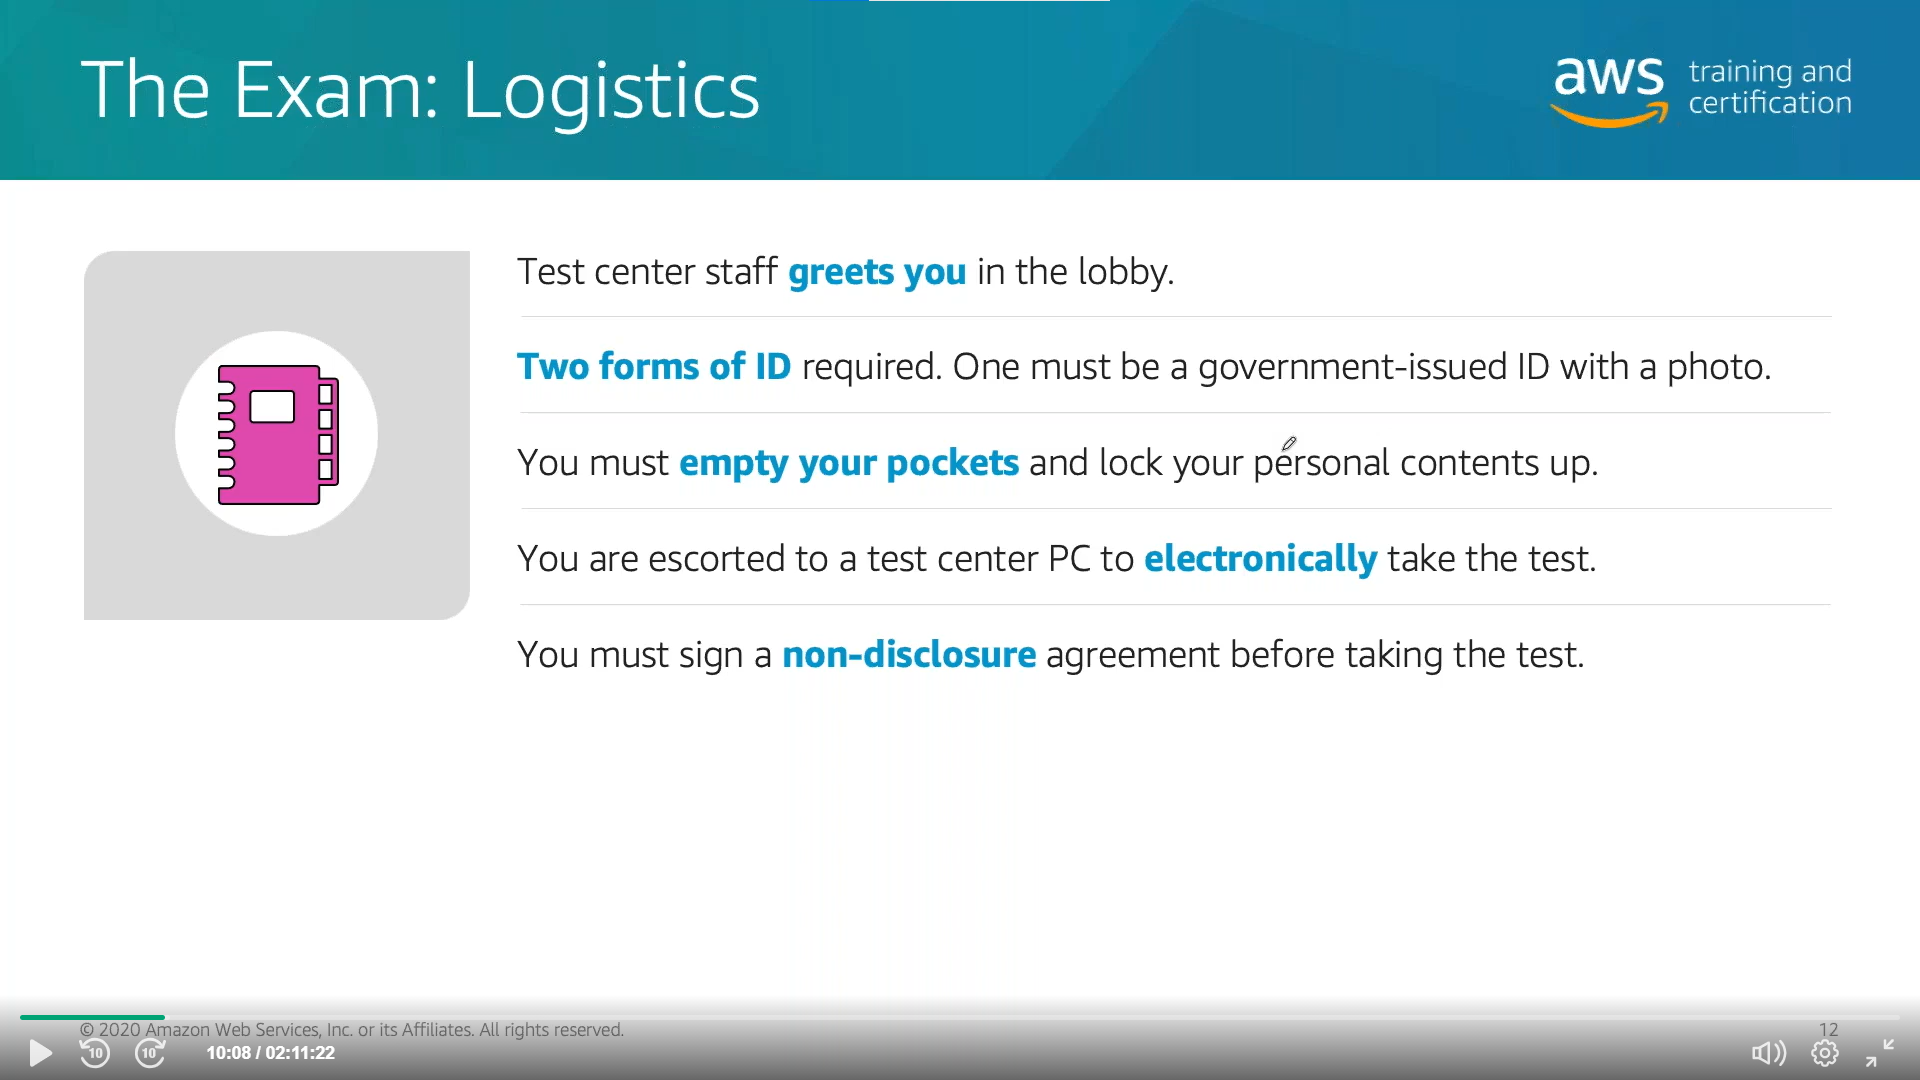 The Exam: Logistics
aws training and certification
Test center staff greets you in the lobby.
Two forms of ID required. One must be a government-issued ID with a photo.
You must empty your pockets and lock your personal contents up.
You are escorted to a test center PC to electronically take the test.
You must sign a non-disclosure agreement before taking the test.
© 2020 Amazon Web Services, Inc. or its Affiliates. All rights reserved.
12
10
10
10:08 / 02:11:22